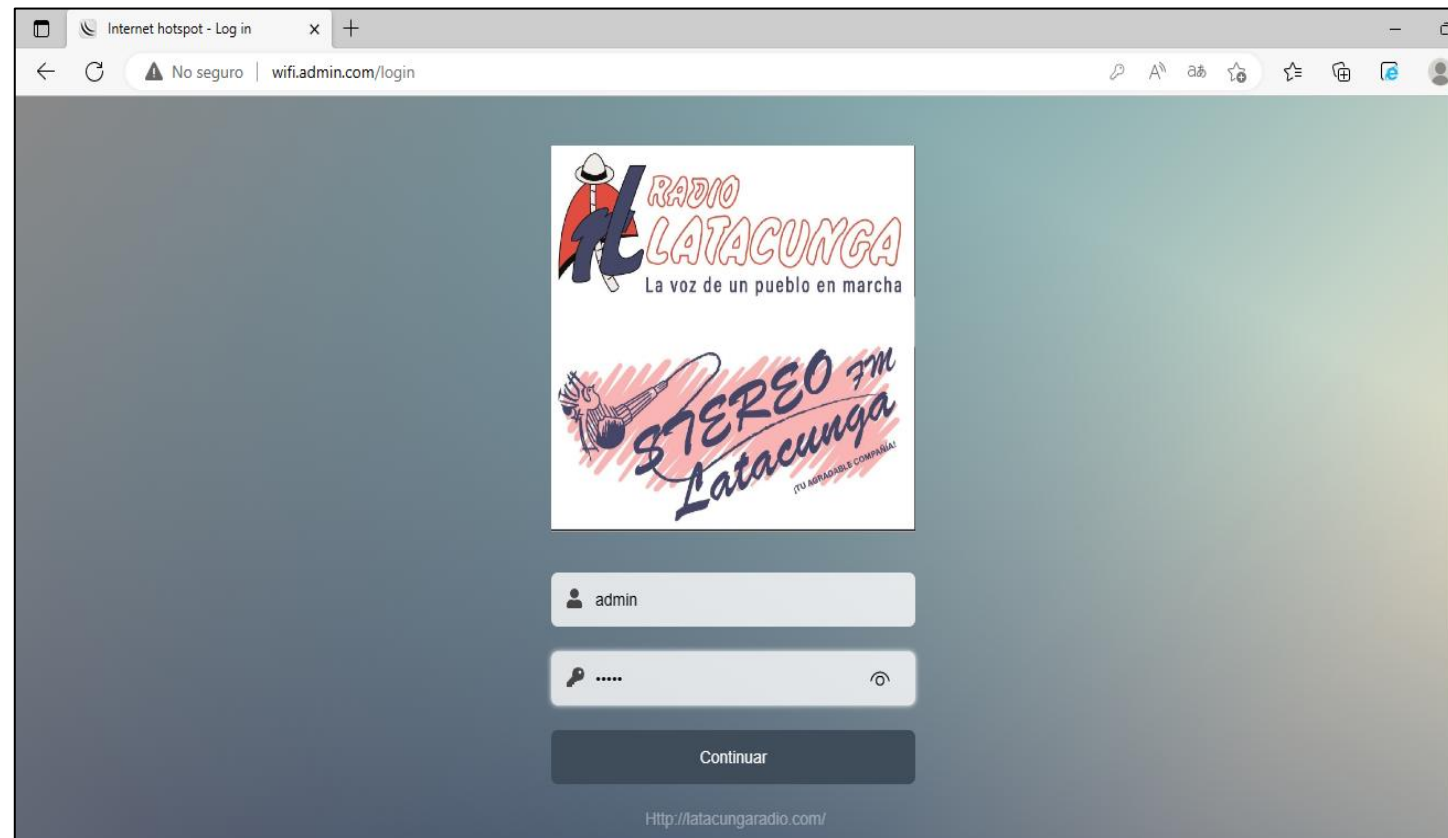 Internet hotspot - Log in
No seguro | wifi.admin.com/login
RADIO
LATACUNGA
La voz de un pueblo en marcha
STEREO FM
Latacunga
¡TU AGRADABLE COMPAÑIA!
admin
•••••
Continuar
Http://latacungaradio.com/